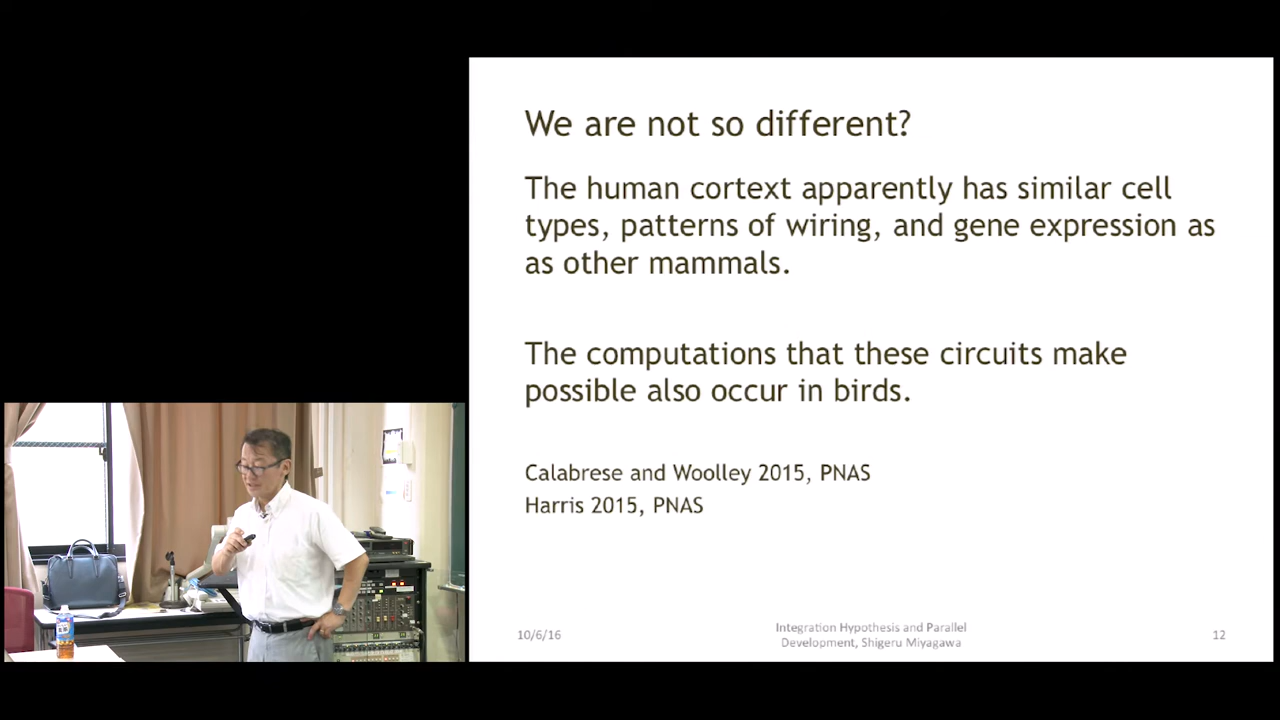 We are not so different?
The human cortex apparently has similar cell
types, patterns of wiring, and gene expression as
as other mammals.
The computations that these circuits make
possible also occur in birds.
Calabrese and Woolley 2015, PNAS
Harris 2015, PNAS
10/6/16
Integration Hypothesis and Parallel
Development, Shigeru Miyagawa
12